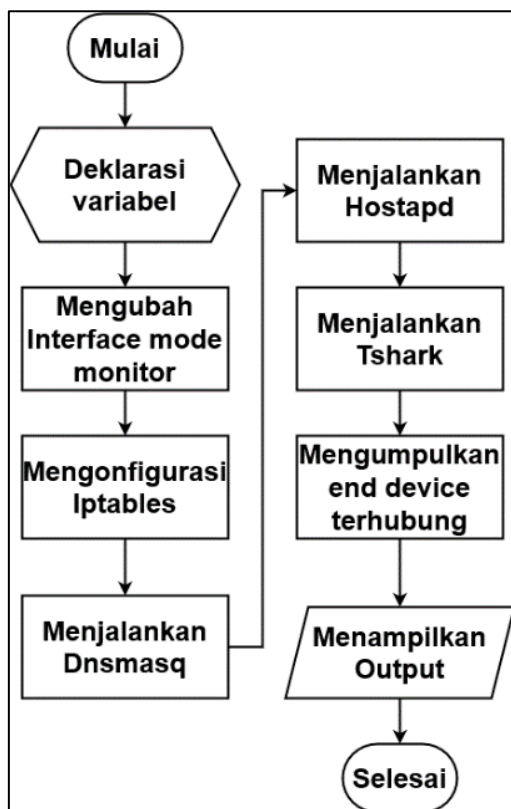 Mulai
Deklarasi
variabel
Mengubah
Interface mode
monitor
Mengonfigurasi
Iptables
Menjalankan
Dnsmasq
Menjalankan
Hostapd
Menjalankan
Tshark
Mengumpulkan
end device
terhubung
Menampilkan
Output
Selesai